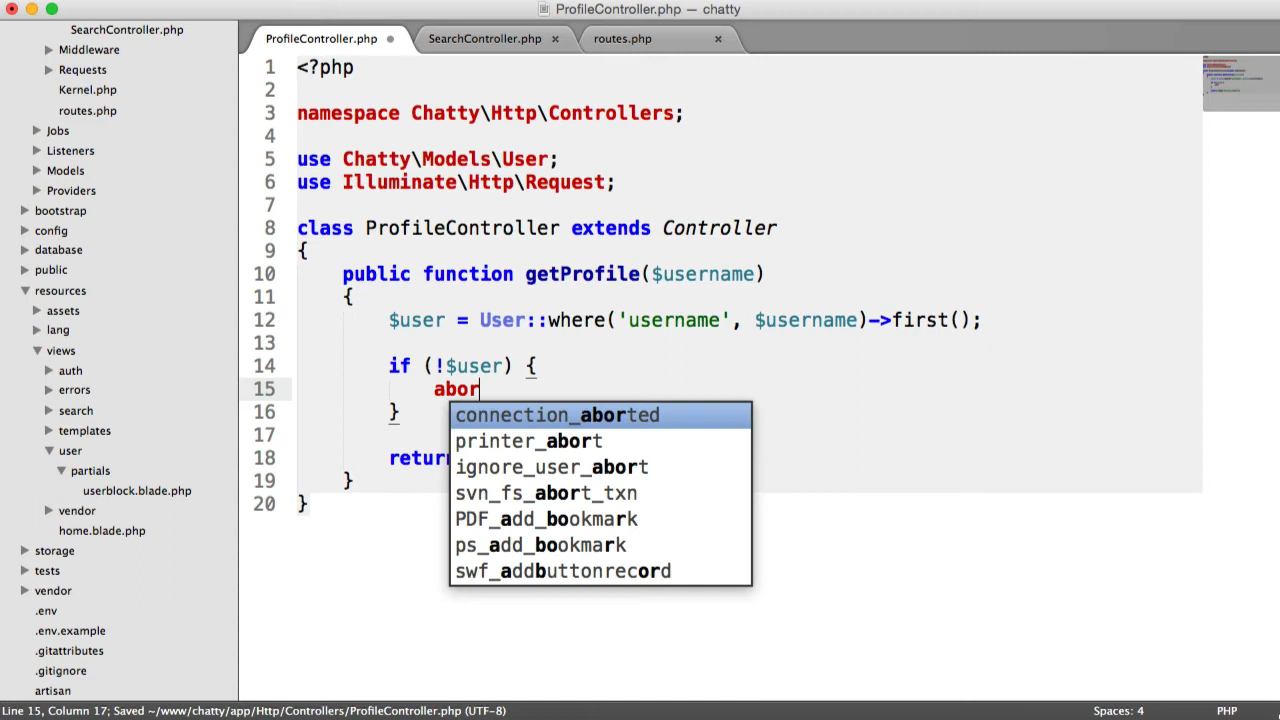 ProfileController.php — chatty
SearchController.php
Middleware
Requests
Kernel.php
routes.php
Jobs
Listeners
Models
Providers
bootstrap
config
database
public
resources
assets
lang
views
auth
errors
search
templates
user
partials
userblock.blade.php
vendor
home.blade.php
storage
tests
vendor
.env
.env.example
.gitattributes
.gitignore
artisan
ProfileController.php
SearchController.php ×
routes.php ×
1 <?php
2
3 namespace Chatty\Http\Controllers;
4
5 use Chatty\Models\User;
6 use Illuminate\Http\Request;
7
8 class ProfileController extends Controller
9 {
10 public function getProfile($username)
11 {
12 $user = User::where('username', $username)->first();
13
14 if (!$user) {
15 abor
16 }
17
18 return
19 }
20 }
connection_aborted
printer_abort
ignore_user_abort
svn_fs_abort_txn
PDF_add_bookmark
ps_add_bookmark
swf_addbuttonrecord
Line 15, Column 17; Saved ~/www/chatty/app/Http/Controllers/ProfileController.php (UTF-8)
Spaces: 4
PHP